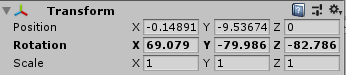 Transform
Position X -0.14891 Y -9.53674 Z 0
Rotation X 69.079 Y -79.986 Z -82.786
Scale X 1 Y 1 Z 1